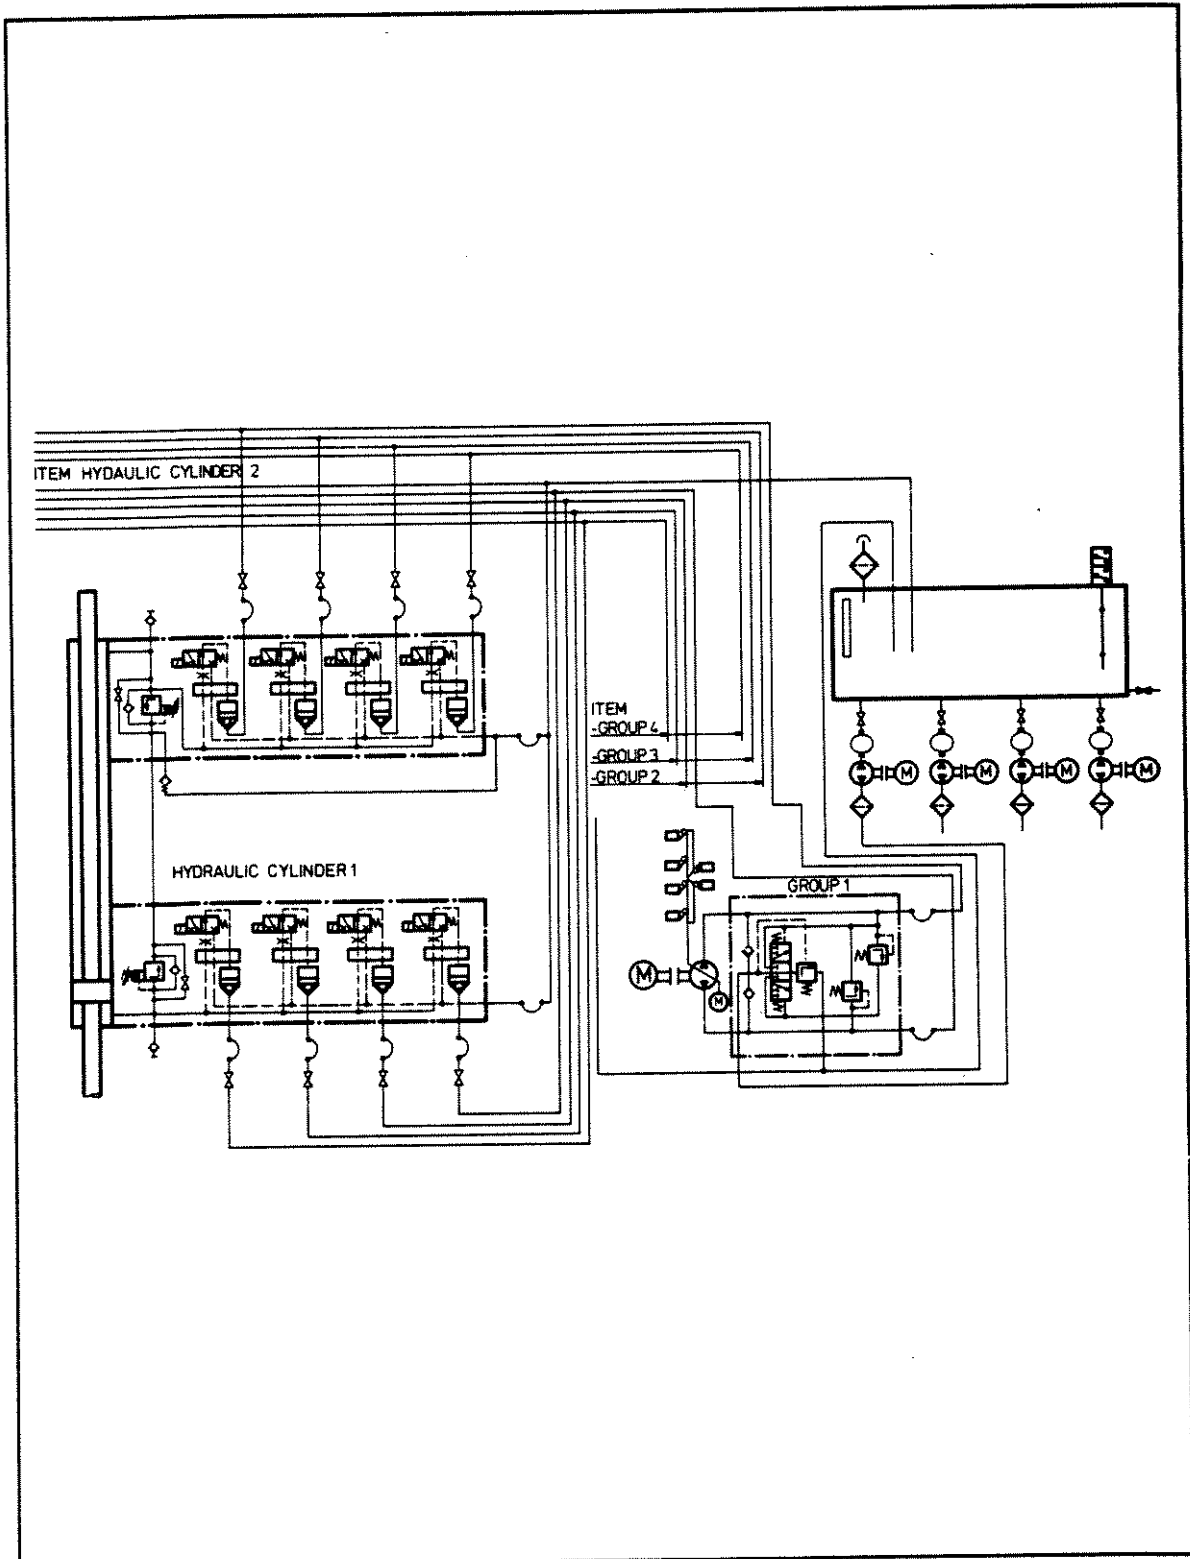 ITEM HYDAULIC CYLINDER 2
ITEM
-GROUP 4
-GROUP 3
-GROUP 2
HYDRAULIC CYLINDER 1
GROUP 1
M M M M
M
M